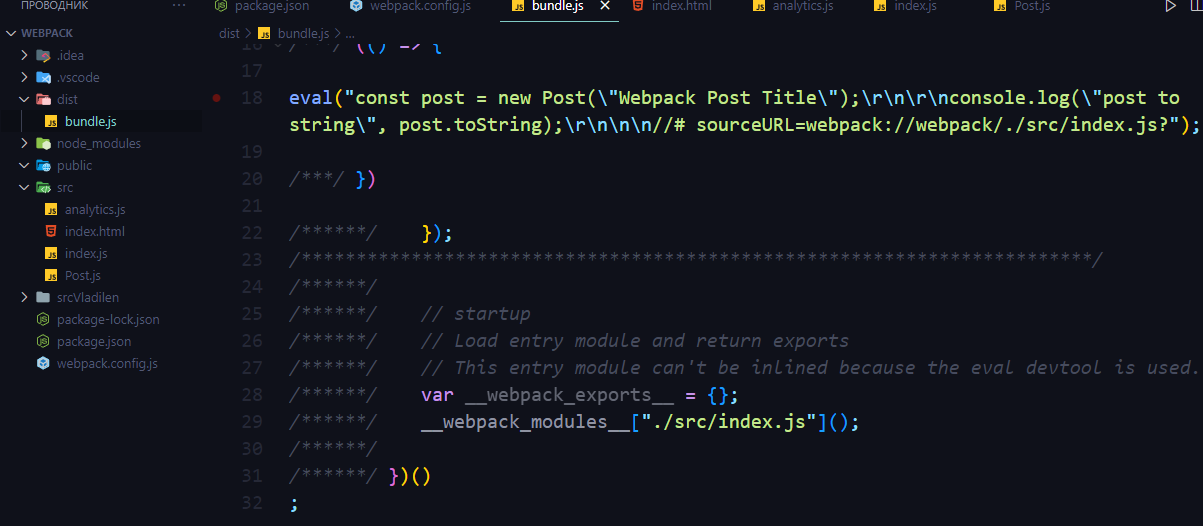 ПРОВОДНИК ...
package.json webpack.config.js bundle.js index.html analytics.js index.js Post.js
WEBPACK
.idea
.vscode
dist
bundle.js
node_modules
public
src
analytics.js
index.html
index.js
Post.js
srcVladilen
package-lock.json
package.json
webpack.config.js
dist > bundle.js > ...
16 /***/ (() => {
17
18 eval("const post = new Post(\"Webpack Post Title\");\r\n\r\nconsole.log(\"post to
string\", post.toString);\r\n\n\n//# sourceURL=webpack://webpack/./src/index.js?");
19
20 /***/ })
21
22 /******/ });
23 /************************************************************************/
24 /******/
25 /******/ // startup
26 /******/ // Load entry module and return exports
27 /******/ // This entry module can't be inlined because the eval devtool is used.
28 /******/ var __webpack_exports__ = {};
29 /******/ __webpack_modules__["./src/index.js"]();
30 /******/
31 /******/ })()
32 ;